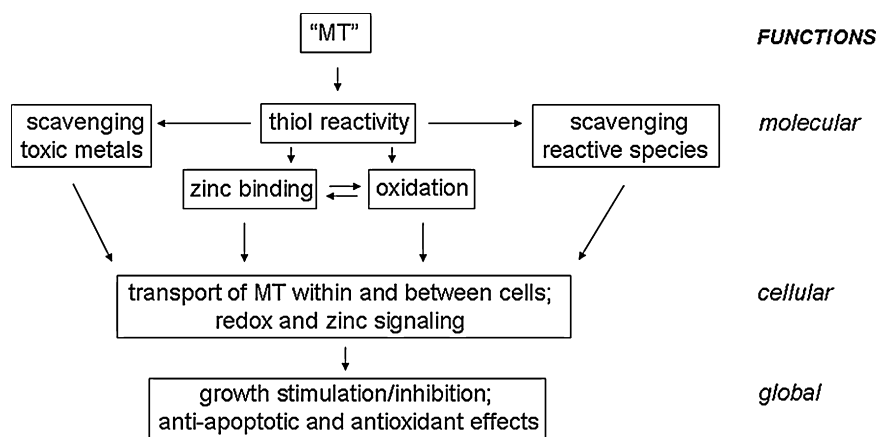 “MT”
FUNCTIONS
scavenging
toxic metals
thiol reactivity
scavenging
reactive species
molecular
zinc binding
oxidation
transport of MT within and between cells;
redox and zinc signaling
cellular
growth stimulation/inhibition;
anti-apoptotic and antioxidant effects
global